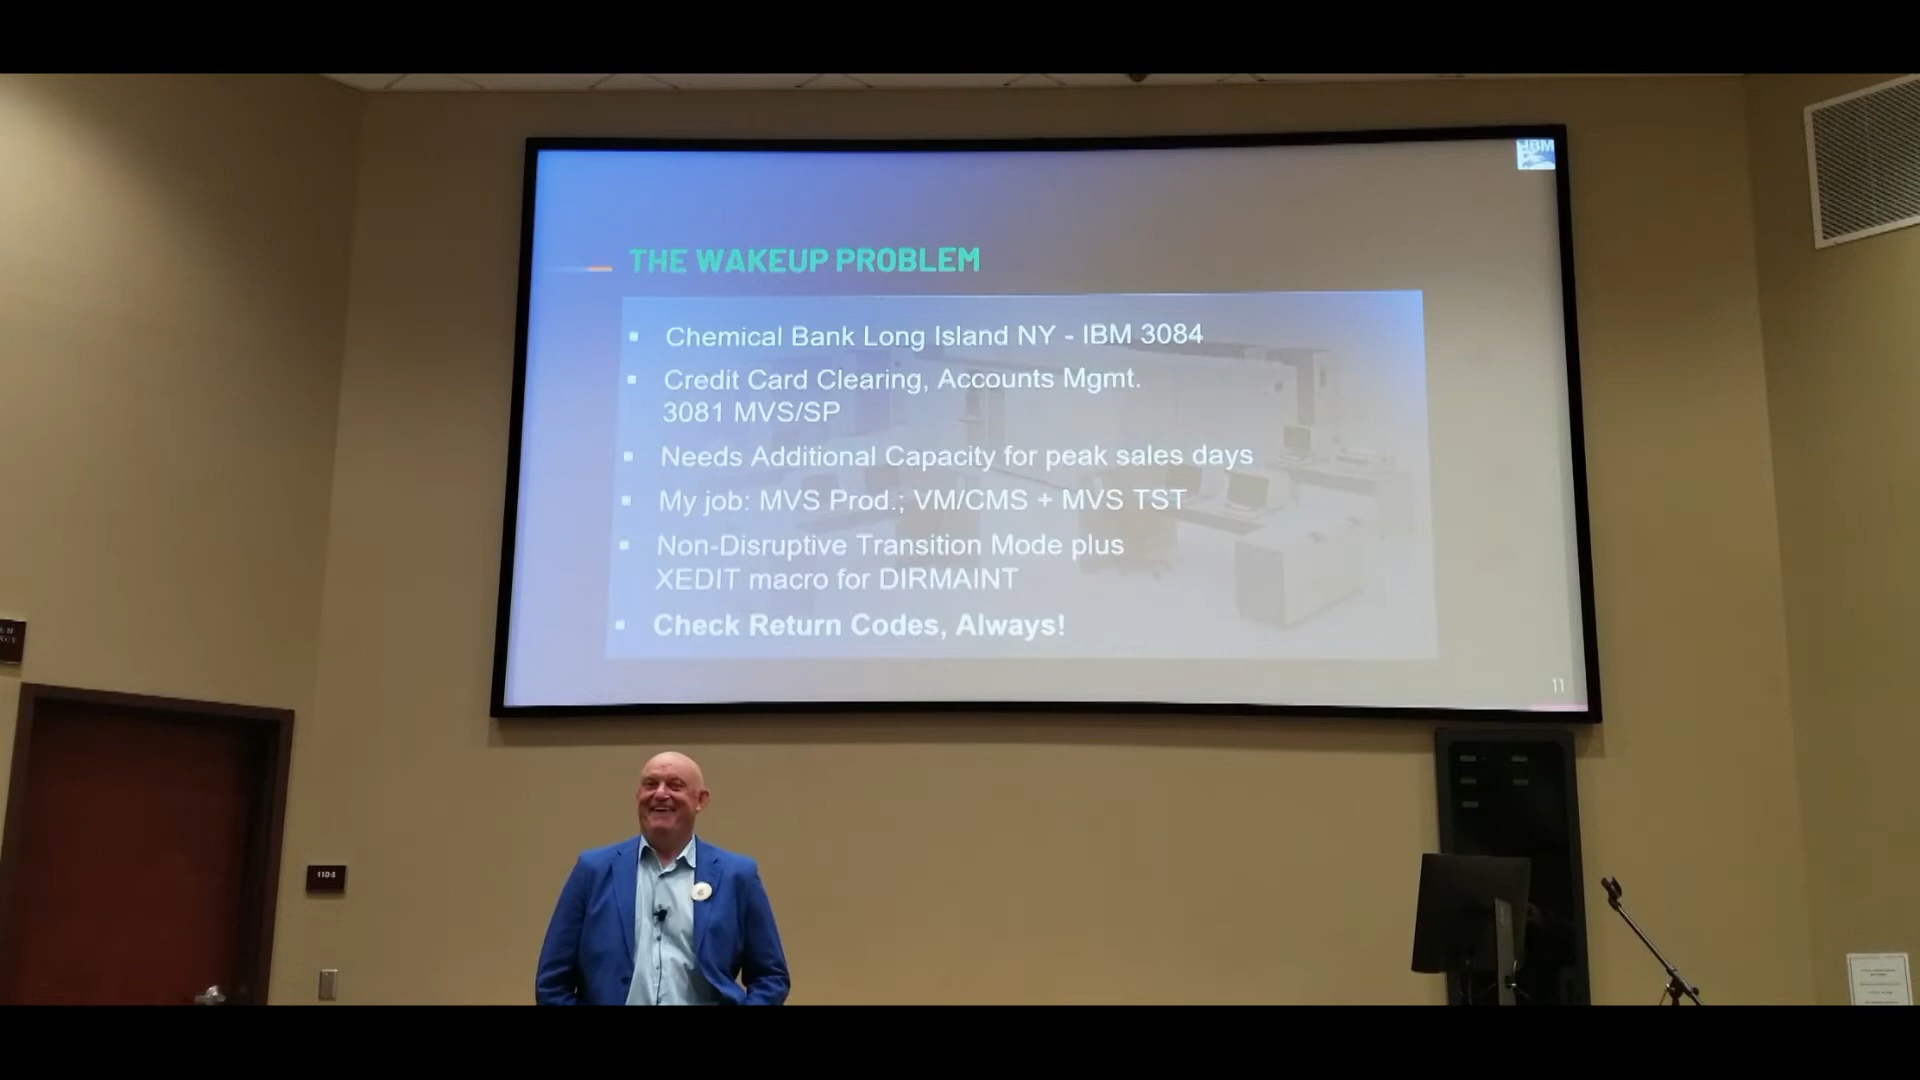 IBM
THE WAKEUP PROBLEM
▪ Chemical Bank Long Island NY - IBM 3084
▪ Credit Card Clearing, Accounts Mgmt.
3081 MVS/SP
▪ Needs Additional Capacity for peak sales days
▪ My job: MVS Prod.; VM/CMS + MVS TST
▪ Non-Disruptive Transition Mode plus
XEDIT macro for DIRMAINT
▪ Check Return Codes, Always!
11
1104